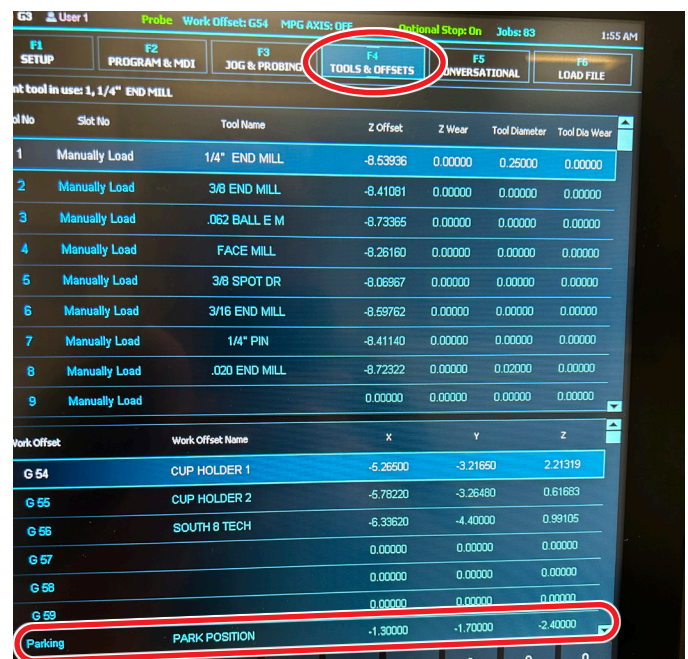 G3 User 1 Probe Work Offset: G54 MPG AXIS: OFF Optional Stop: On Jobs: 83 1:55 AM
F1 F2 F3 F4 F5 F6
SETUP PROGRAM & MDI JOG & PROBING TOOLS & OFFSETS CONVERSATIONAL LOAD FILE
nt tool in use: 1, 1/4" END MILL
ol No Slot No Tool Name Z Offset Z Wear Tool Diameter Tool Dia Wear
1 Manually Load 1/4" END MILL -8.53936 0.00000 0.25000 0.00000
2 Manually Load 3/8 END MILL -8.41081 0.00000 0.00000 0.00000
3 Manually Load .062 BALL E M -8.73365 0.00000 0.00000 0.00000
4 Manually Load FACE MILL -8.26160 0.00000 0.00000 0.00000
5 Manually Load 3/8 SPOT DR -8.06967 0.00000 0.00000 0.00000
6 Manually Load 3/16 END MILL -8.59762 0.00000 0.00000 0.00000
7 Manually Load 1/4" PIN -8.41140 0.00000 0.00000 0.00000
8 Manually Load .020 END MILL -8.72322 0.00000 0.02000 0.00000
9 Manually Load 0.00000 0.00000 0.00000 0.00000
Work Offset Work Offset Name X Y Z
G 54 CUP HOLDER 1 -5.26500 -3.21650 2.21319
G 55 CUP HOLDER 2 -5.78220 -3.26480 0.61683
G 56 SOUTH 8 TECH -6.33620 -4.40000 0.99105
G 57 0.00000 0.00000 0.00000
G 58 0.00000 0.00000 0.00000
G 59 0.00000 0.00000 0.00000
Parking PARK POSITION -1.30000 -1.70000 -2.40000